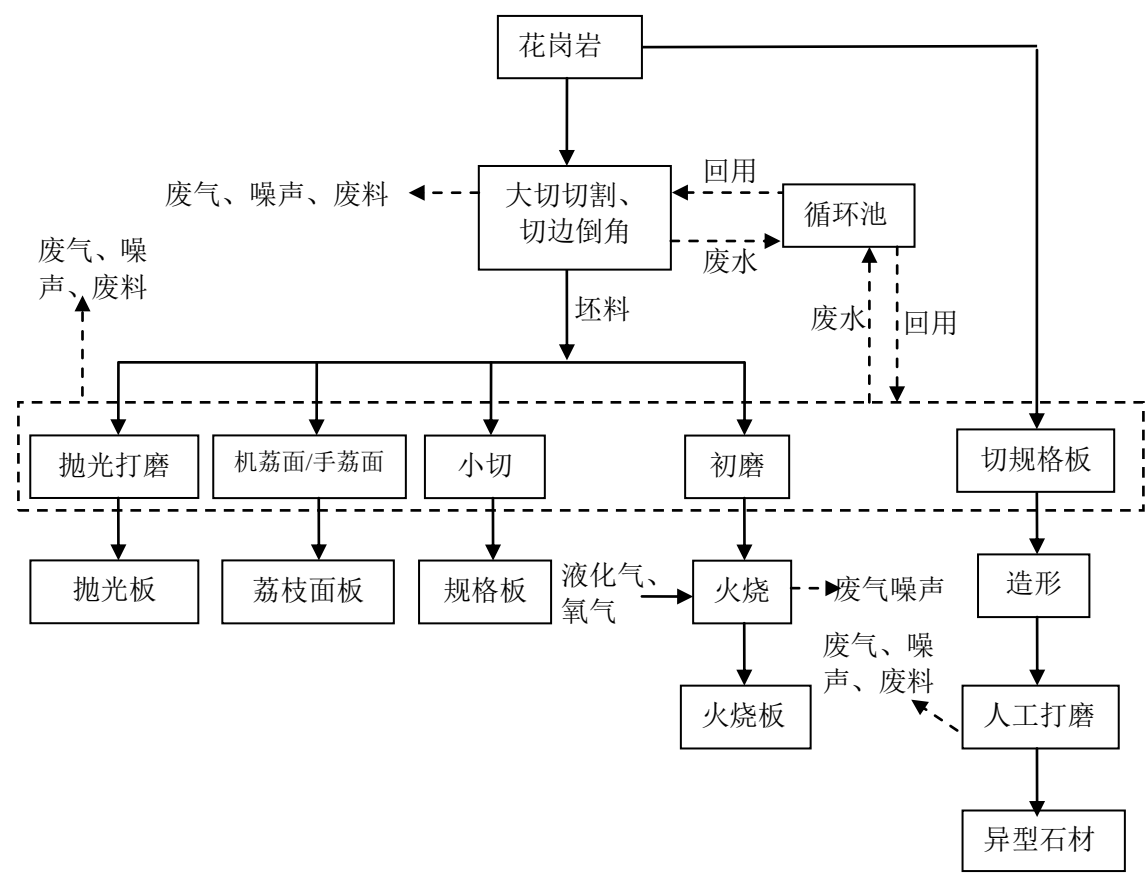 花岗岩
废气、噪声、废料
大切切割、
切边倒角
回用
循环池
废水
废气、噪
声、废料
坯料
废水
回用
抛光打磨
机荔面/手荔面
小切
初磨
切规格板
抛光板
荔枝面板
规格板
液化气、
氧气
火烧
废气噪声
造形
废气、噪
声、废料
火烧板
人工打磨
异型石材